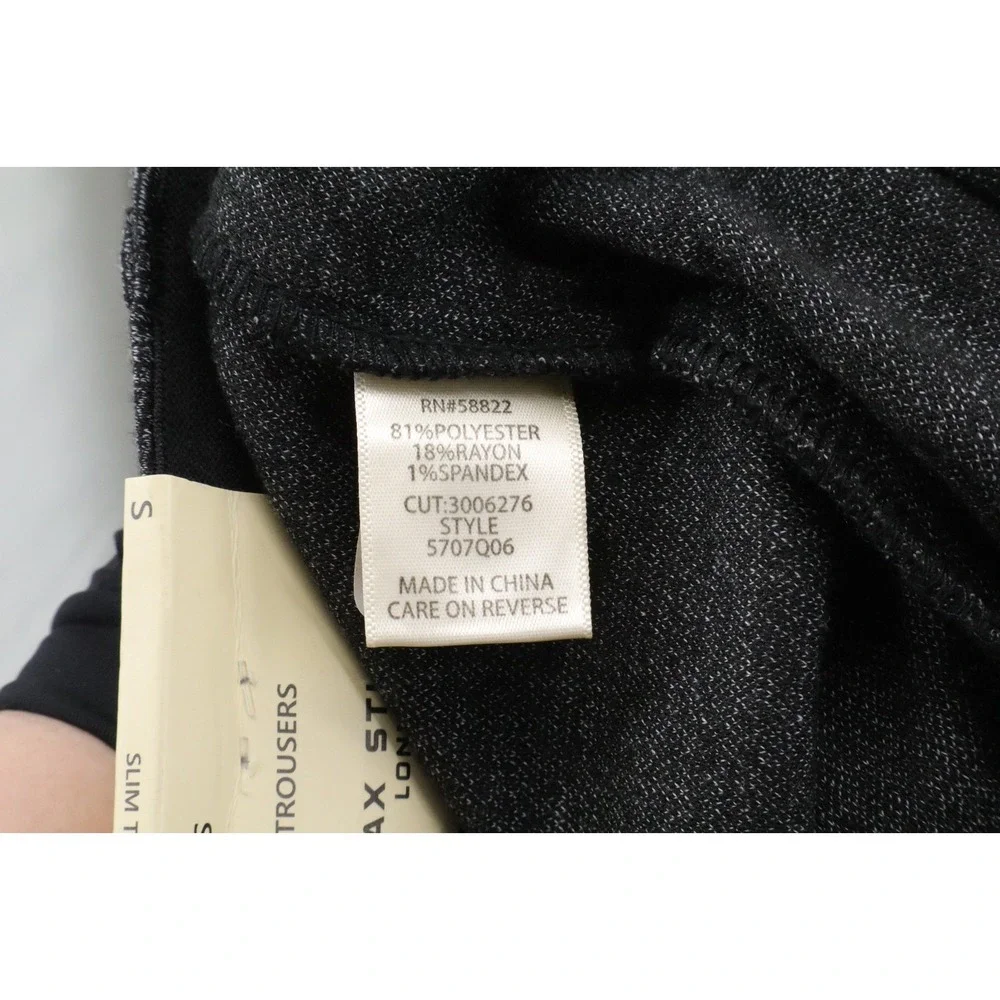 RN#58822
81%POLYESTER
18%RAYON
1%SPANDEX
CUT:3006276
STYLE
5707Q06
MADE IN CHINA
CARE ON REVERSE
S
SLIM
TROUSERS